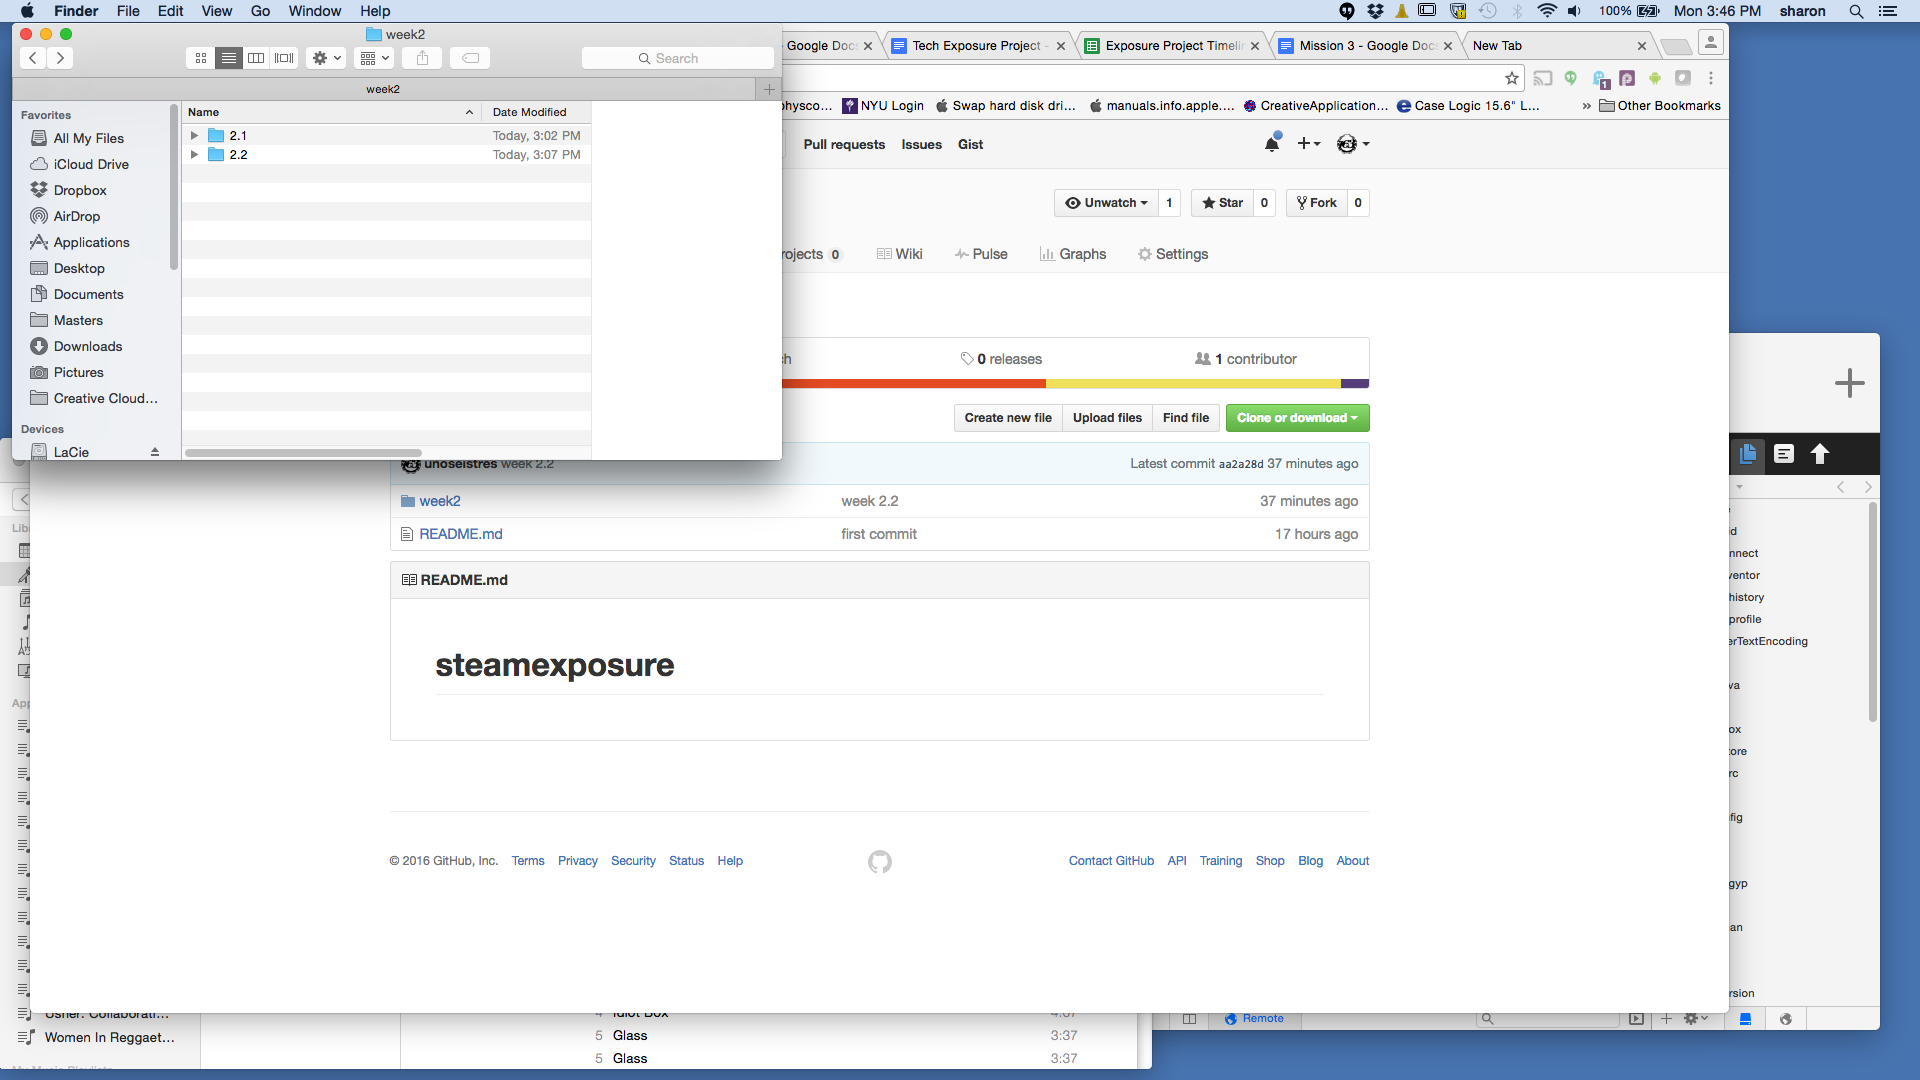 Finder File Edit View Go Window Help 100% Mon 3:46 PM sharon
week2
Search
week2
Favorites
All My Files
iCloud Drive
Dropbox
AirDrop
Applications
Desktop
Documents
Masters
Downloads
Pictures
Creative Cloud...
Devices
LaCie
Name Date Modified
2.1 Today, 3:02 PM
2.2 Today, 3:07 PM
Google Doc Tech Exposure Project - Exposure Project Timeli Mission 3 - Google Doc New Tab
1
physco... NYU Login Swap hard disk dri... manuals.info.apple.... CreativeApplication... Case Logic 15.6" L... » Other Bookmarks
Pull requests Issues Gist
Unwatch 1 Star 0 Fork 0
rojects 0 Wiki Pulse Graphs Settings
ch 0 releases 1 contributor
Create new file Upload files Find file Clone or download
unoseistres week 2.2 Latest commit aa2a28d 37 minutes ago
week2 week 2.2 37 minutes ago
README.md first commit 17 hours ago
README.md
steamexposure
© 2016 GitHub, Inc. Terms Privacy Security Status Help
Contact GitHub API Training Shop Blog About
Lib
App
Usher: Collaborati...
Women In Reggaet...
4 Idiot Box 4:07
5 Glass 3:37
5 Glass 3:37
id
nnect
ventor
history
profile
erTextEncoding
va
ox
tore
rc
fig
gyp
an
rsion
Remote